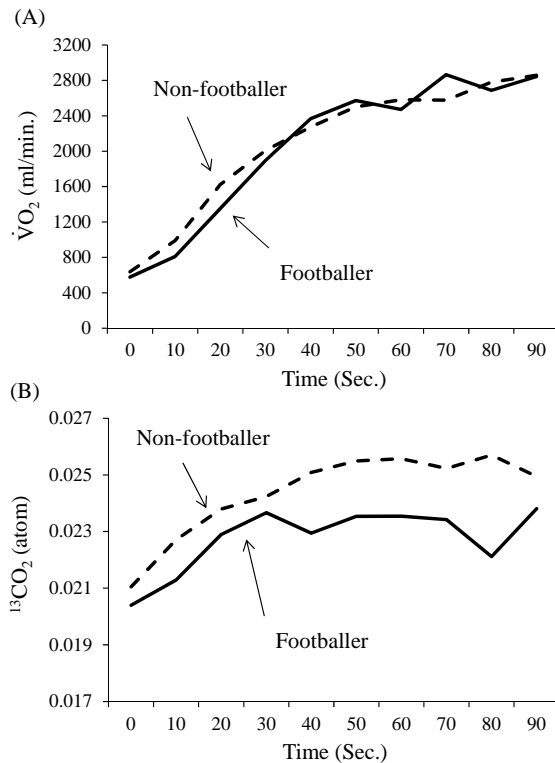 (A)
3200
2800
2400
2000
1600
1200
800
400
0
V̇O₂ (ml/min.)
Non-footballer
Footballer
0 10 20 30 40 50 60 70 80 90
Time (Sec.)
(B)
0.027
0.025
0.023
0.021
0.019
0.017
¹³CO₂ (atom)
Non-footballer
Footballer
0 10 20 30 40 50 60 70 80 90
Time (Sec.)